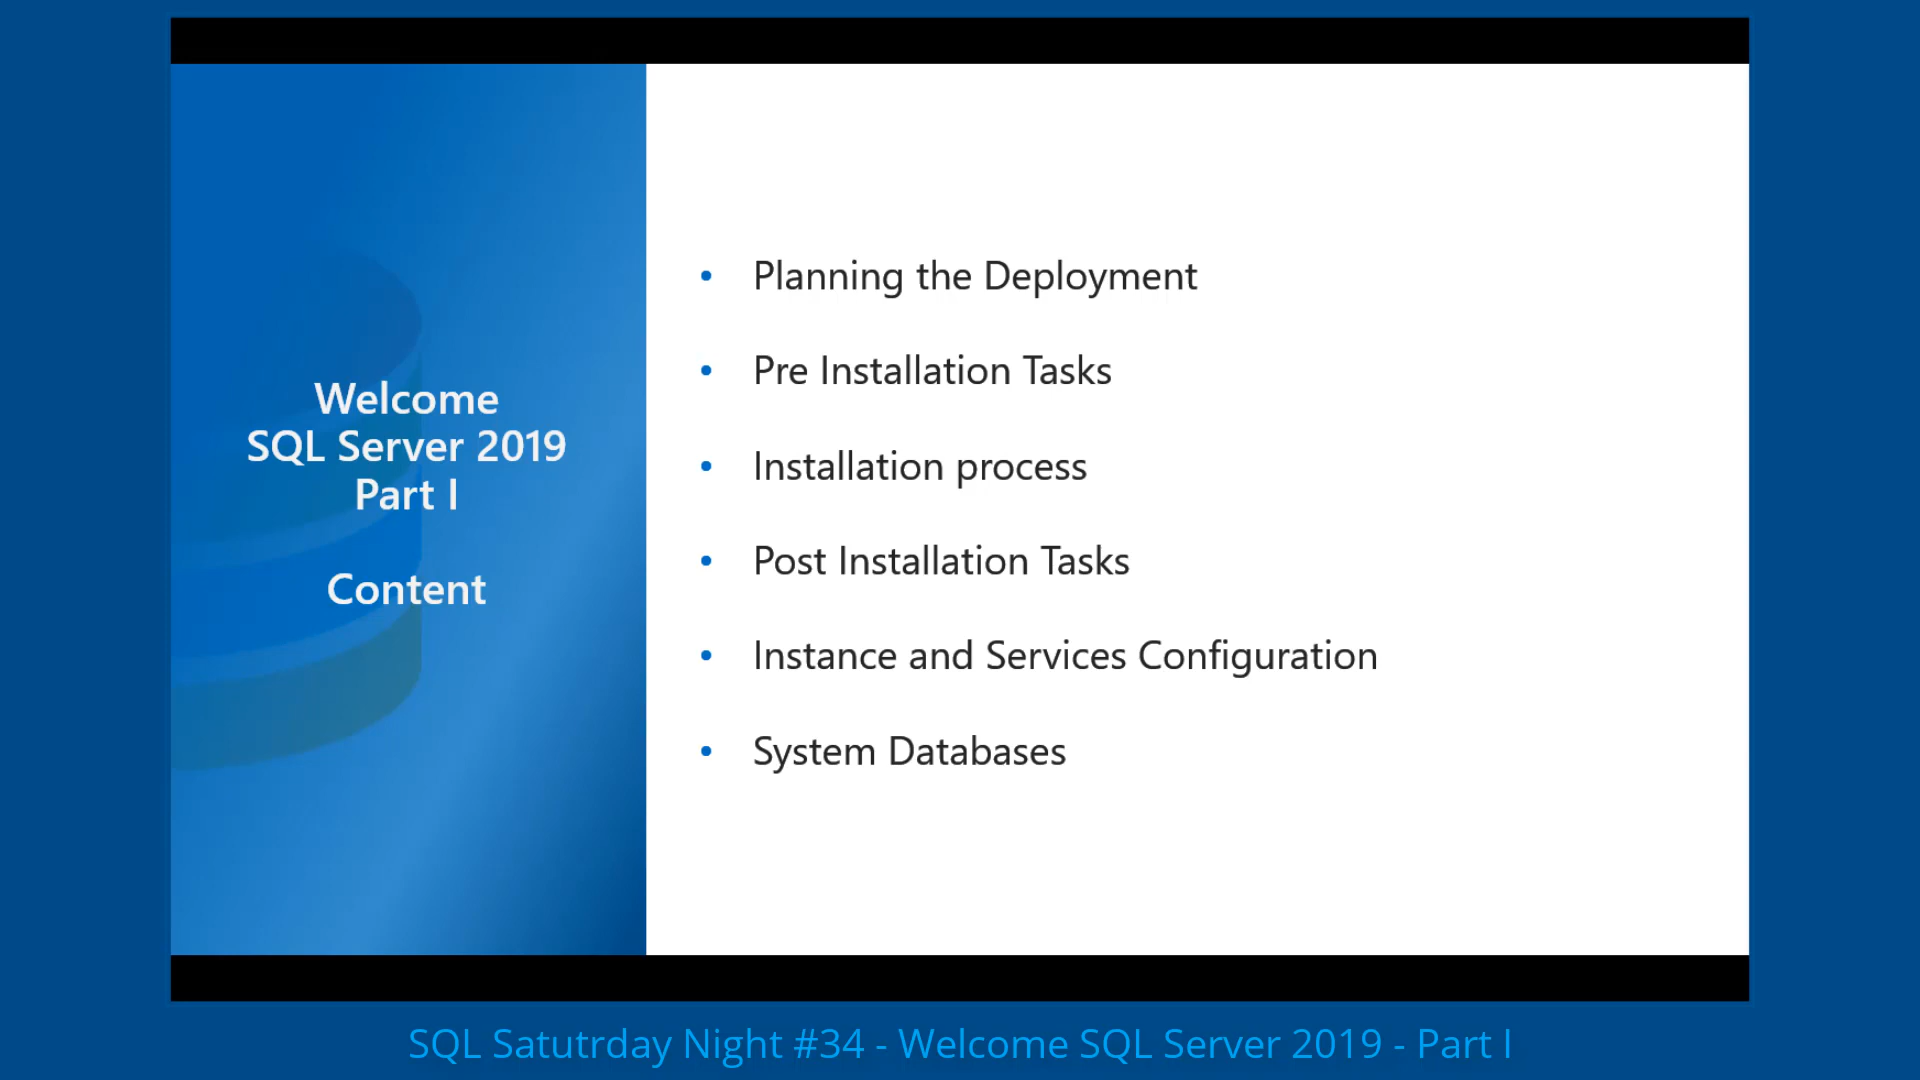 Welcome
SQL Server 2019
Part I
Content
• Planning the Deployment
• Pre Installation Tasks
• Installation process
• Post Installation Tasks
• Instance and Services Configuration
• System Databases
SQL Satutrday Night #34 - Welcome SQL Server 2019 - Part I